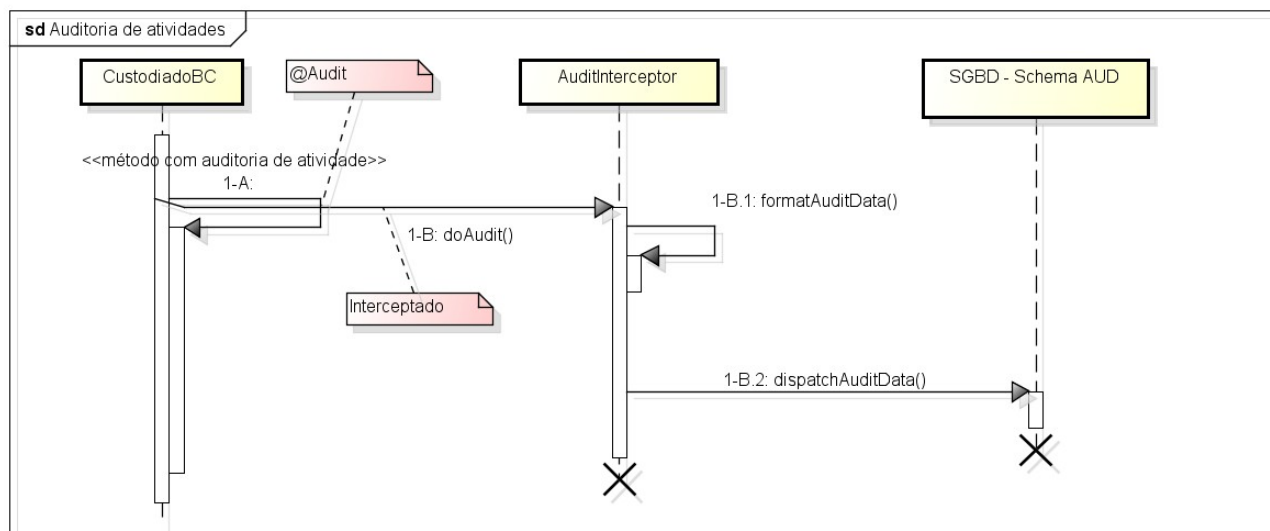 sd Auditoria de atividades
CustodiadoBC
@Audit
AuditInterceptor
SGBD - Schema AUD
<<método com auditoria de atividade>>
1-A:
1-B.1: formatAuditData()
1-B: doAudit()
Interceptado
1-B.2: dispatchAuditData()